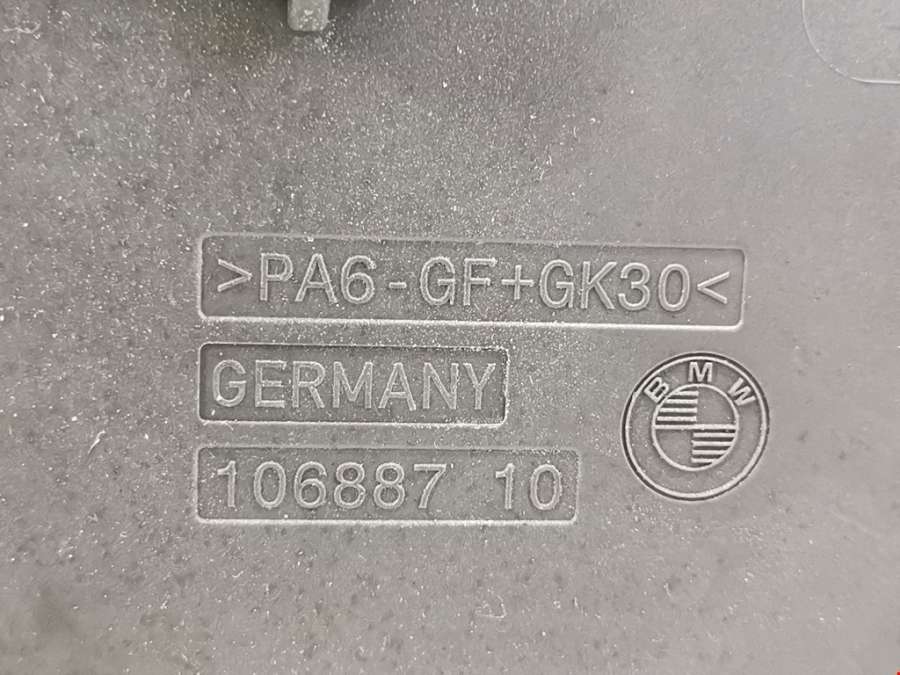 >PA6-GF+GK30<
GERMANY
BMW
106887 10